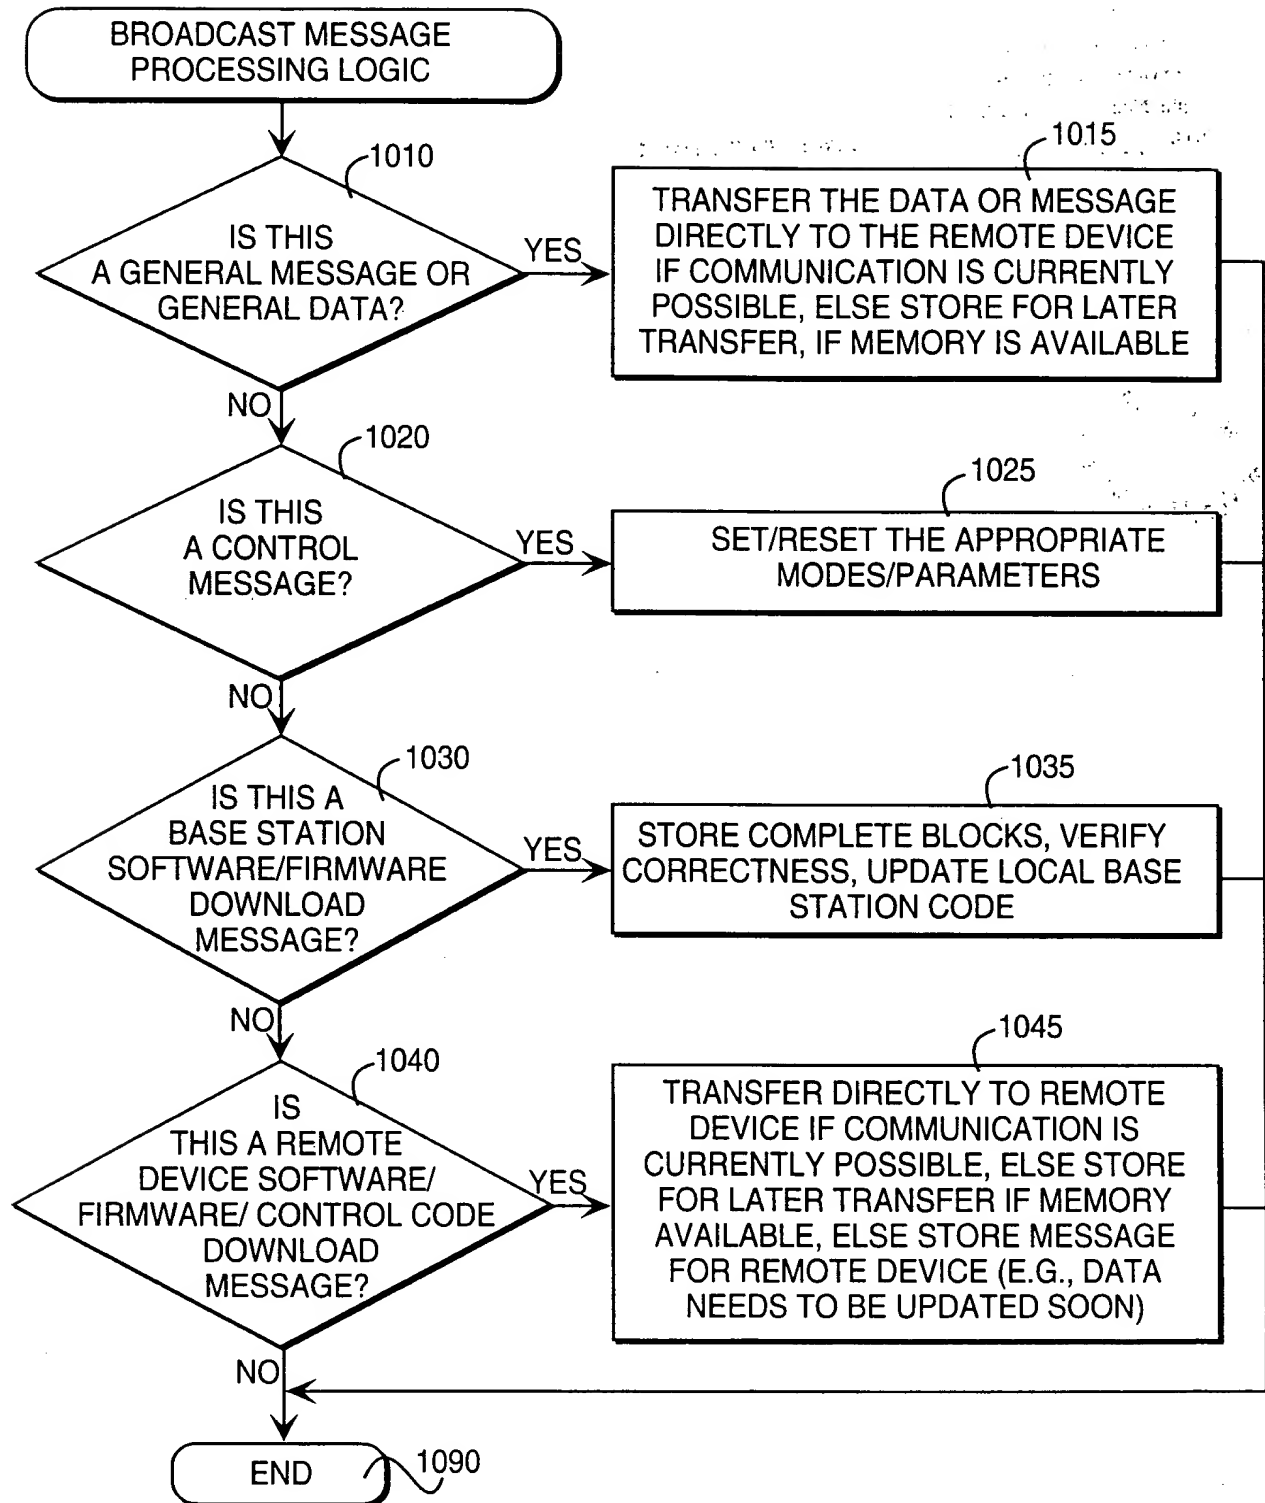 BROADCAST MESSAGE
PROCESSING LOGIC
1010
IS THIS
A GENERAL MESSAGE OR
GENERAL DATA?
YES
1015
TRANSFER THE DATA OR MESSAGE
DIRECTLY TO THE REMOTE DEVICE
IF COMMUNICATION IS CURRENTLY
POSSIBLE, ELSE STORE FOR LATER
TRANSFER, IF MEMORY IS AVAILABLE
NO
1020
IS THIS
A CONTROL
MESSAGE?
YES
1025
SET/RESET THE APPROPRIATE
MODES/PARAMETERS
NO
1030
IS THIS A
BASE STATION
SOFTWARE/FIRMWARE
DOWNLOAD
MESSAGE?
YES
1035
STORE COMPLETE BLOCKS, VERIFY
CORRECTNESS, UPDATE LOCAL BASE
STATION CODE
NO
1040
IS
THIS A REMOTE
DEVICE SOFTWARE/
FIRMWARE/ CONTROL CODE
DOWNLOAD
MESSAGE?
YES
1045
TRANSFER DIRECTLY TO REMOTE
DEVICE IF COMMUNICATION IS
CURRENTLY POSSIBLE, ELSE STORE
FOR LATER TRANSFER IF MEMORY
AVAILABLE, ELSE STORE MESSAGE
FOR REMOTE DEVICE (E.G., DATA
NEEDS TO BE UPDATED SOON)
NO
END
1090